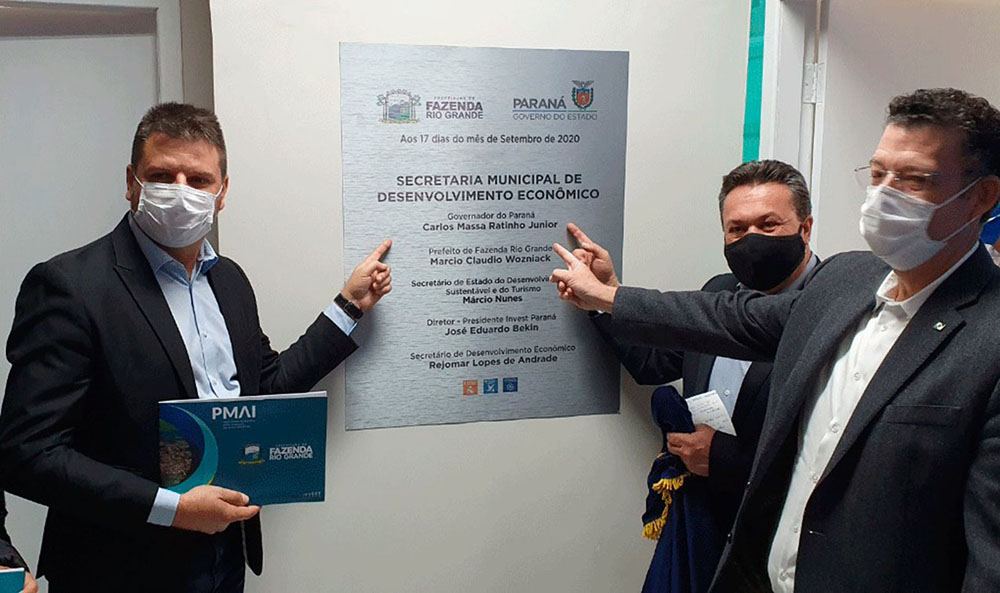 PREFEITURA DE
FAZENDA
RIO GRANDE
PARANÁ
GOVERNO DO ESTADO
Aos 17 dias do mês de Setembro de 2020
SECRETARIA MUNICIPAL DE
DESENVOLVIMENTO ECONÔMICO
Governador do Paraná
Carlos Massa Ratinho Junior
Prefeito de Fazenda Rio Grande
Marcio Claudio Wozniack
Secretário de Estado do Desenvolvi
Sustentável e do Turismo
Márcio Nunes
Diretor - Presidente Invest Paraná
José Eduardo Bekin
Secretário de Desenvolvimento Econômico
Rejomar Lopes de Andrade
PMAI
PREFEITURA DE
FAZENDA
RIO GRANDE